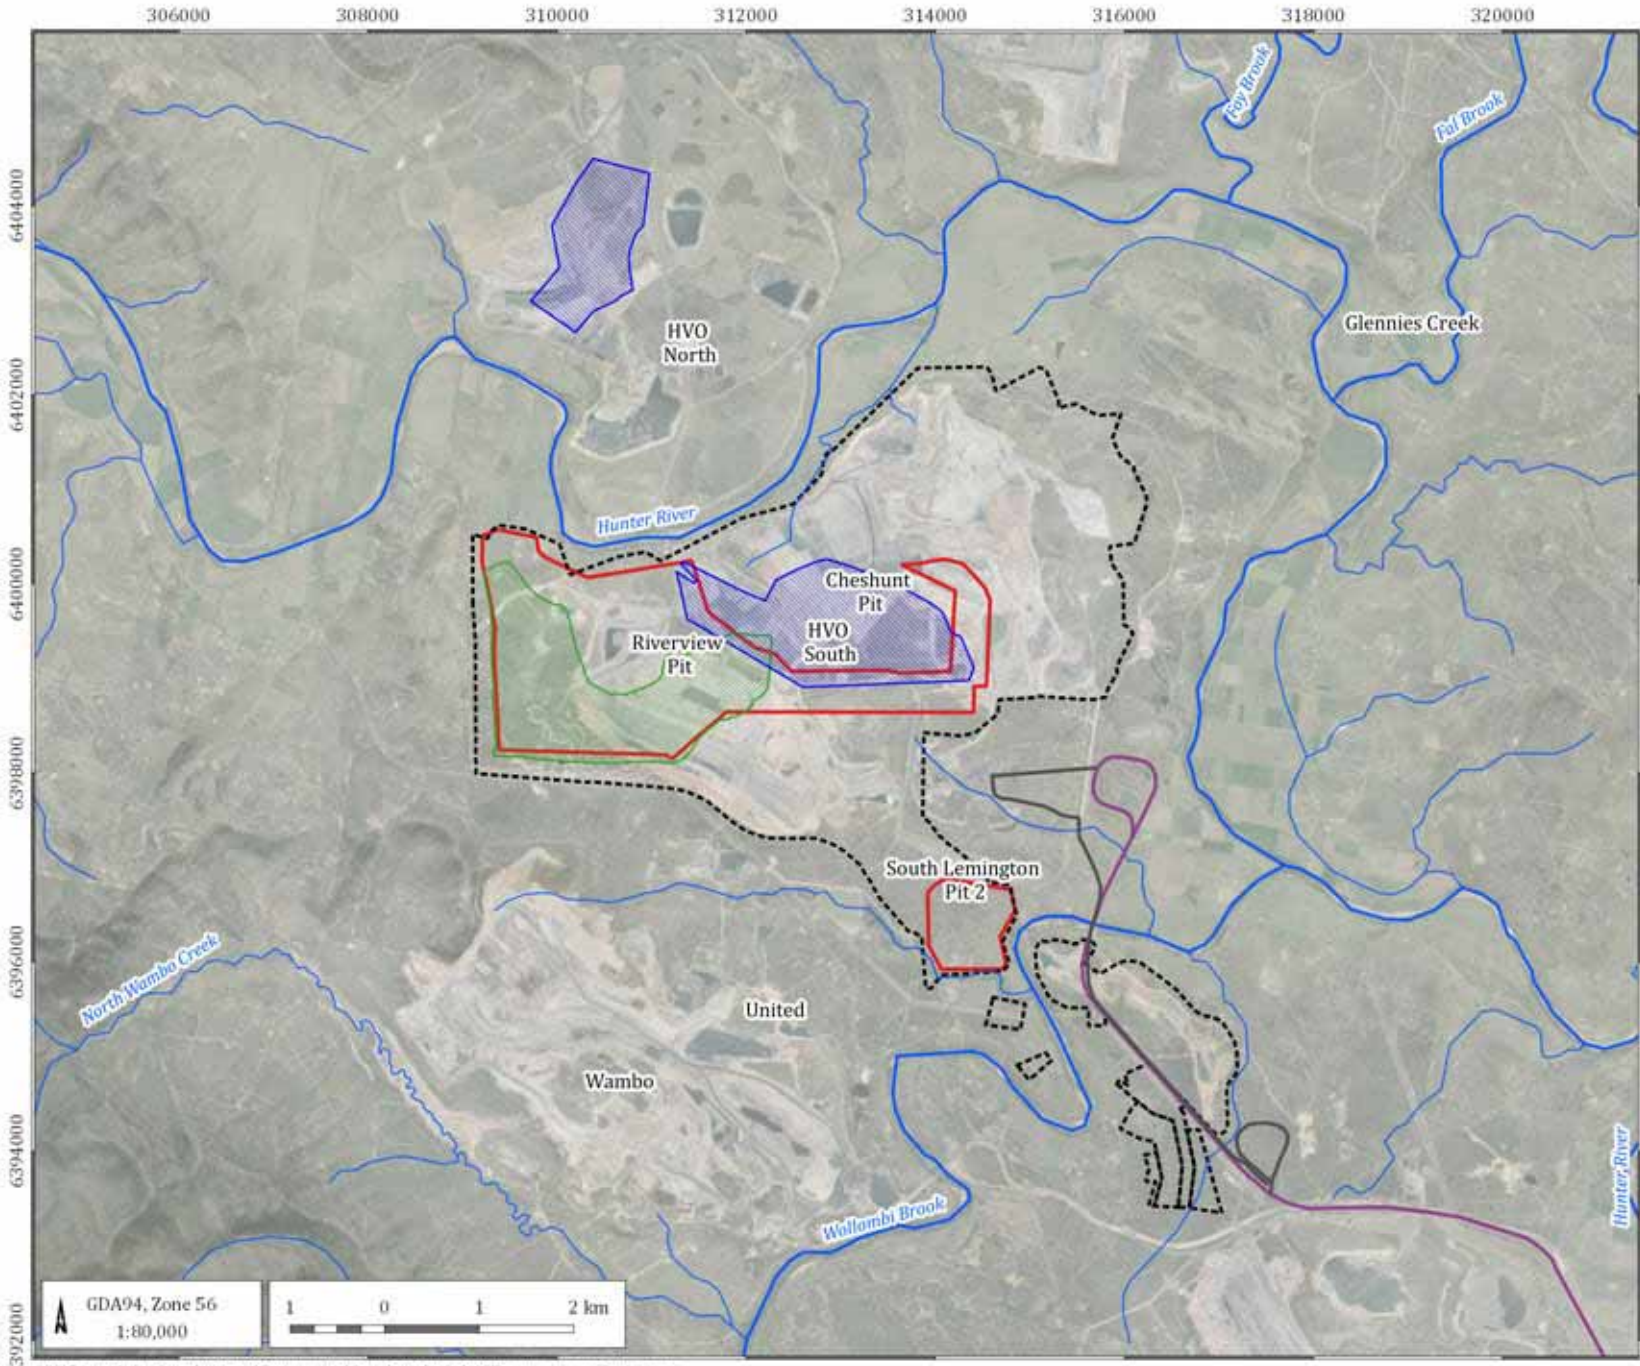 306000 308000 310000 312000 314000 316000 318000 320000
Foy Brook
Fal Brook
6404000
HVO
North
Glennies Creek
6402000
Hunter River
6400000
Cheshunt
Pit
HVO
South
Riverview
Pit
6398000
South Lemington
Pit 2
6396000
North Wambo Creek
United
Wambo
6394000
Wollombi Brook
Hunter River
GDA94, Zone 56
1:80,000
1 0 1 2 km
6392000